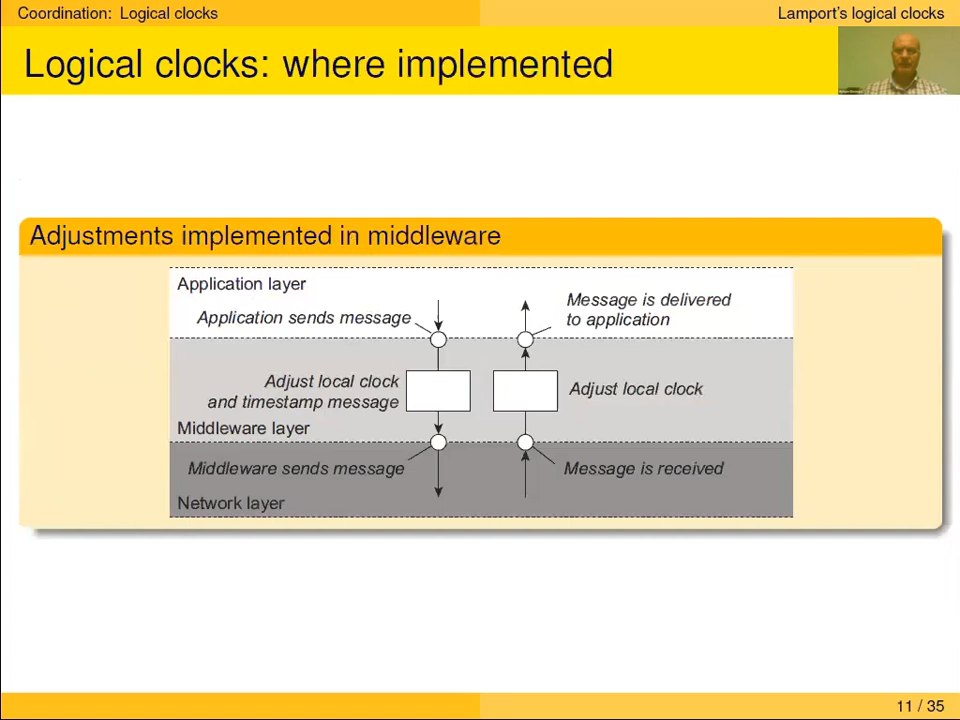 Coordination: Logical clocks
Lamport's logical clocks
Logical clocks: where implemented
Adjustments implemented in middleware
Application layer
Application sends message
Message is delivered
to application
Adjust local clock
and timestamp message
Adjust local clock
Middleware layer
Middleware sends message
Message is received
Network layer
11 / 35